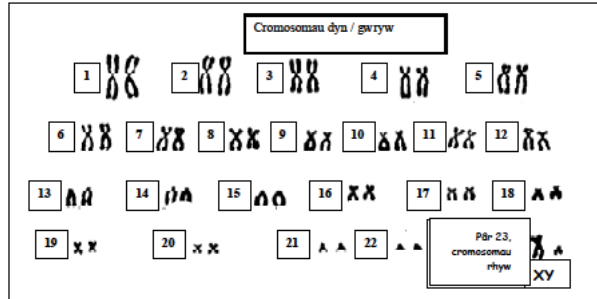 Cromosomau dyn / gwryw
1 2 3 4 5
6 7 8 9 10 11 12
13 14 15 16 17 18
19 20 21 22 Pâr 23,
cromosomau
rhyw
XY